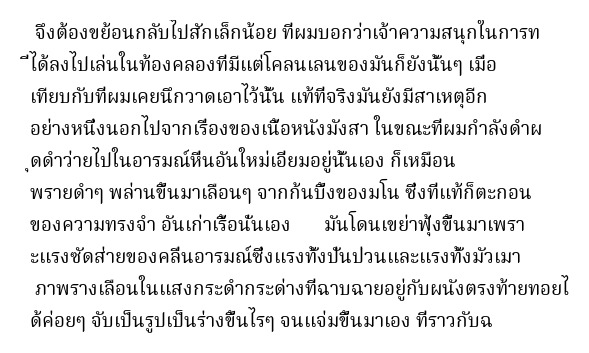 จึงต้องขย้อนกลับไปสักเล็กน้อย ที่ผมบอกว่าเจ้าความสนุกในการท
ี่ได้ลงไปเล่นในท้องคลองที่มีแต่โคลนเลนของมันก็ยังนั้นๆ เมื่อ
เทียบกับที่ผมเคยนึกวาดเอาไว้นั้น แท้ที่จริงมันยังมีสาเหตุอีก
อย่างหนึ่งนอกไปจากเรื่องของเนื้อหนังมังสา ในขณะที่ผมกำลังดำผ
ุดดำว่ายไปในอารมณ์หื่นอันใหม่เอี่ยมอยู่นั้นเอง ก็เหมือน
พรายดำๆ พล่านขึ้นมาเลือนๆ จากก้นบึ้งของมโน ซึ่งที่แท้ก็ตะกอน
ของความทรงจำ อันเก่าเรื้อนั่นเอง มันโดนเขย่าฟุ้งขึ้นมาเพรา
ะแรงซัดส่ายของคลื่นอารมณ์ซึ่งแรงทั้งปั่นป่วนและแรงทั้งมัวเมา
ภาพรางเลือนในแสงกระดำกระด่างที่ฉาบฉายอยู่กับผนังตรงท้ายทอยไ
ด้ค่อยๆ จับเป็นรูปเป็นร่างขึ้นไรๆ จนแจ่มขึ้นมาเอง ที่ราวกับฉ